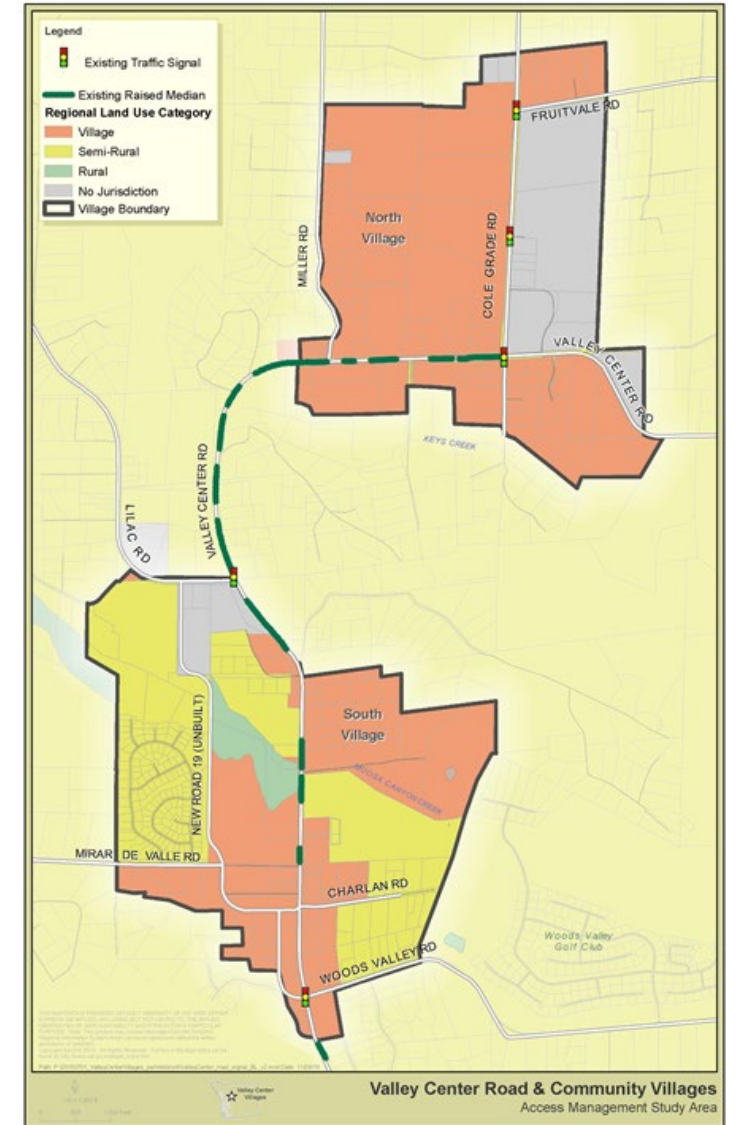 Legend
Existing Traffic Signal
Existing Raised Median
Regional Land Use Category
Village
Semi-Rural
Rural
No Jurisdiction
Village Boundary
FRUITVALE RD
North
Village
COLE GRADE RD
MILLER RD
VALLEY CENTER RD
KEYS CREEK
VALLEY CENTER RD
LILAC RD
South
Village
NEW ROAD 19 (UNBUILT)
MOOSA CANYON CREEK
MIRAR DE VALLE RD
CHARLAN RD
Woods Valley
Golf Club
WOODS VALLEY RD
Valley Center
Villages
Valley Center Road & Community Villages
Access Management Study Area